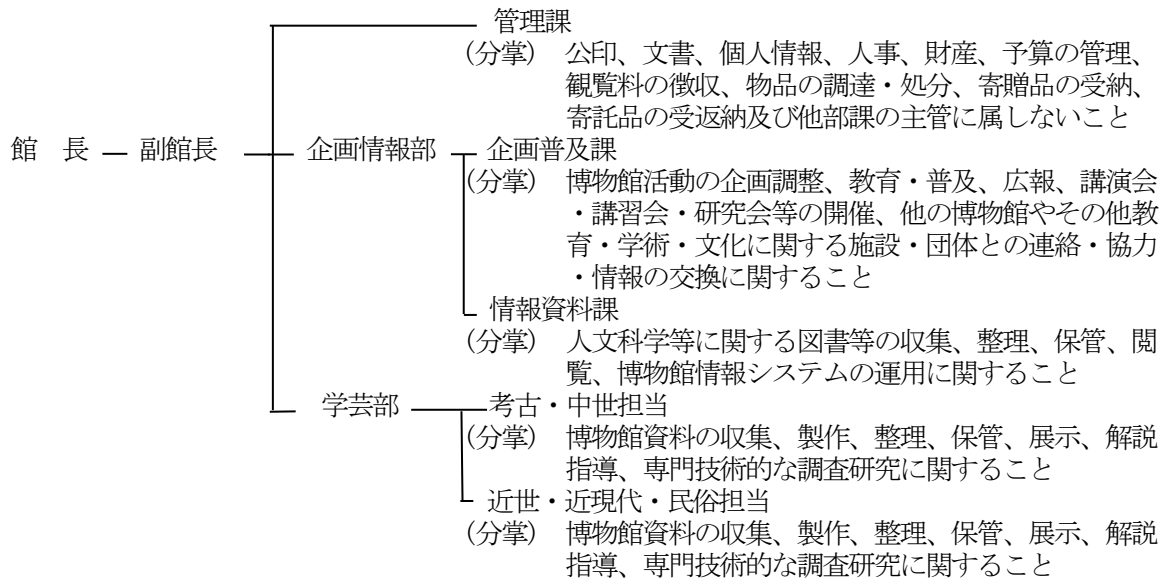 管理課
(分掌) 公印、文書、個人情報、人事、財産、予算の管理、
観覧料の徴収、物品の調達・処分、寄贈品の受納、
寄託品の受返納及び他部課の主管に属しないこと
館 長 副館長 企画情報部 企画普及課
(分掌) 博物館活動の企画調整、教育・普及、広報、講演会
・講習会・研究会等の開催、他の博物館やその他教
育・学術・文化に関する施設・団体との連絡・協力
・情報の交換に関すること
情報資料課
(分掌) 人文科学等に関する図書等の収集、整理、保管、閲
覧、博物館情報システムの運用に関すること
学芸部 考古・中世担当
(分掌) 博物館資料の収集、製作、整理、保管、展示、解説
指導、専門技術的な調査研究に関すること
近世・近現代・民俗担当
(分掌) 博物館資料の収集、製作、整理、保管、展示、解説
指導、専門技術的な調査研究に関すること